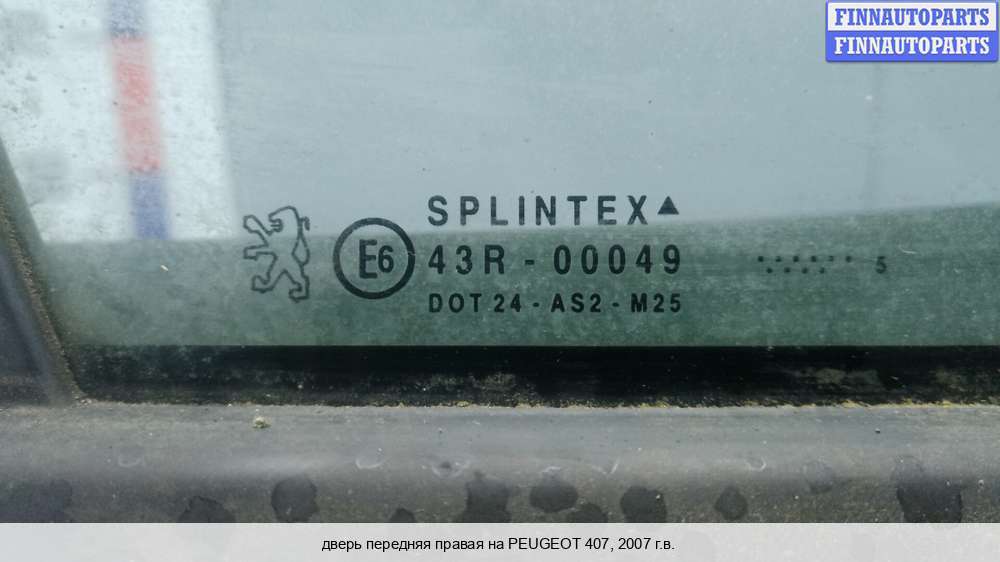 FINNAUTOPARTS
FINNAUTOPARTS
SPLINTEX
E6
43R - 00049
5
DOT 24 - AS2 - M25
дверь передняя правая на PEUGEOT 407, 2007 г.в.